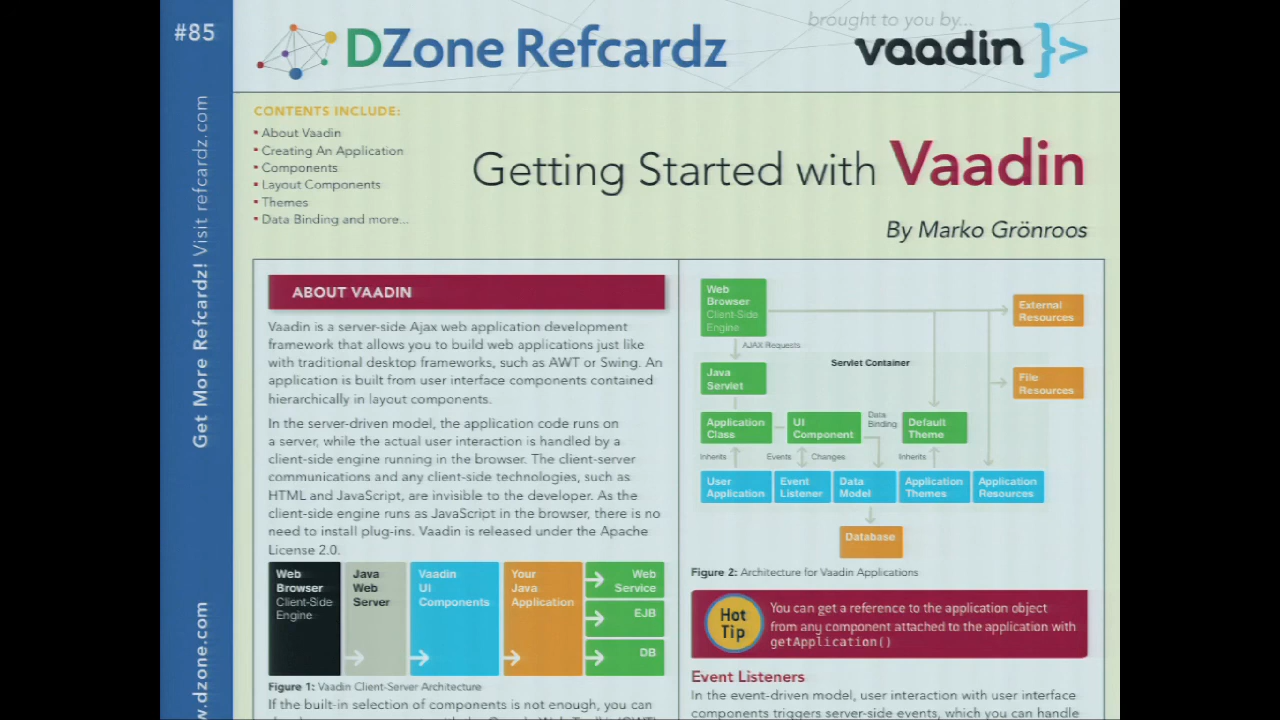 #85
DZone Refcardz
brought to you by...
vaadin
Get More Refcardz! Visit refcardz.com
w.dzone.com
CONTENTS INCLUDE:
• About Vaadin
• Creating An Application
• Components
• Layout Components
• Themes
• Data Binding and more...
Getting Started with Vaadin
By Marko Grönroos
ABOUT VAADIN
Vaadin is a server-side Ajax web application development
framework that allows you to build web applications just like
with traditional desktop frameworks, such as AWT or Swing. An
application is built from user interface components contained
hierarchically in layout components.
In the server-driven model, the application code runs on
a server, while the actual user interaction is handled by a
client-side engine running in the browser. The client-server
communications and any client-side technologies, such as
HTML and JavaScript, are invisible to the developer. As the
client-side engine runs as JavaScript in the browser, there is no
need to install plug-ins. Vaadin is released under the Apache
License 2.0.
Web
Browser
Client-Side
Engine
Java
Web
Server
Vaadin
UI
Components
Your
Java
Application
Web
Service
EJB
DB
Figure 1: Vaadin Client-Server Architecture
If the built-in selection of components is not enough, you can
Web
Browser
Client-Side
Engine
External
Resources
AJAX Requests
Servlet Container
Java
Servlet
File
Resources
Application
Class
UI
Component
Data
Binding
Default
Theme
Inherits
Events
Changes
Inherits
User
Application
Event
Listener
Data
Model
Application
Themes
Application
Resources
Database
Figure 2: Architecture for Vaadin Applications
Hot
Tip
You can get a reference to the application object
from any component attached to the application with
getApplication()
Event Listeners
In the event-driven model, user interaction with user interface
components triggers server-side events, which you can handle